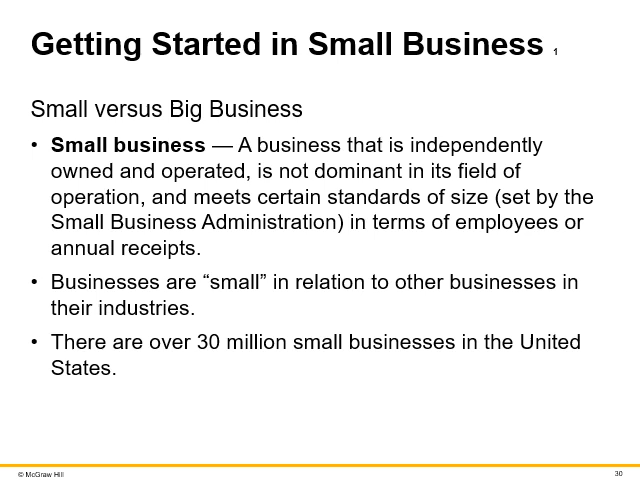 Getting Started in Small Business 1
Small versus Big Business
• Small business — A business that is independently
owned and operated, is not dominant in its field of
operation, and meets certain standards of size (set by the
Small Business Administration) in terms of employees or
annual receipts.
• Businesses are “small” in relation to other businesses in
their industries.
• There are over 30 million small businesses in the United
States.
© McGraw Hill
30